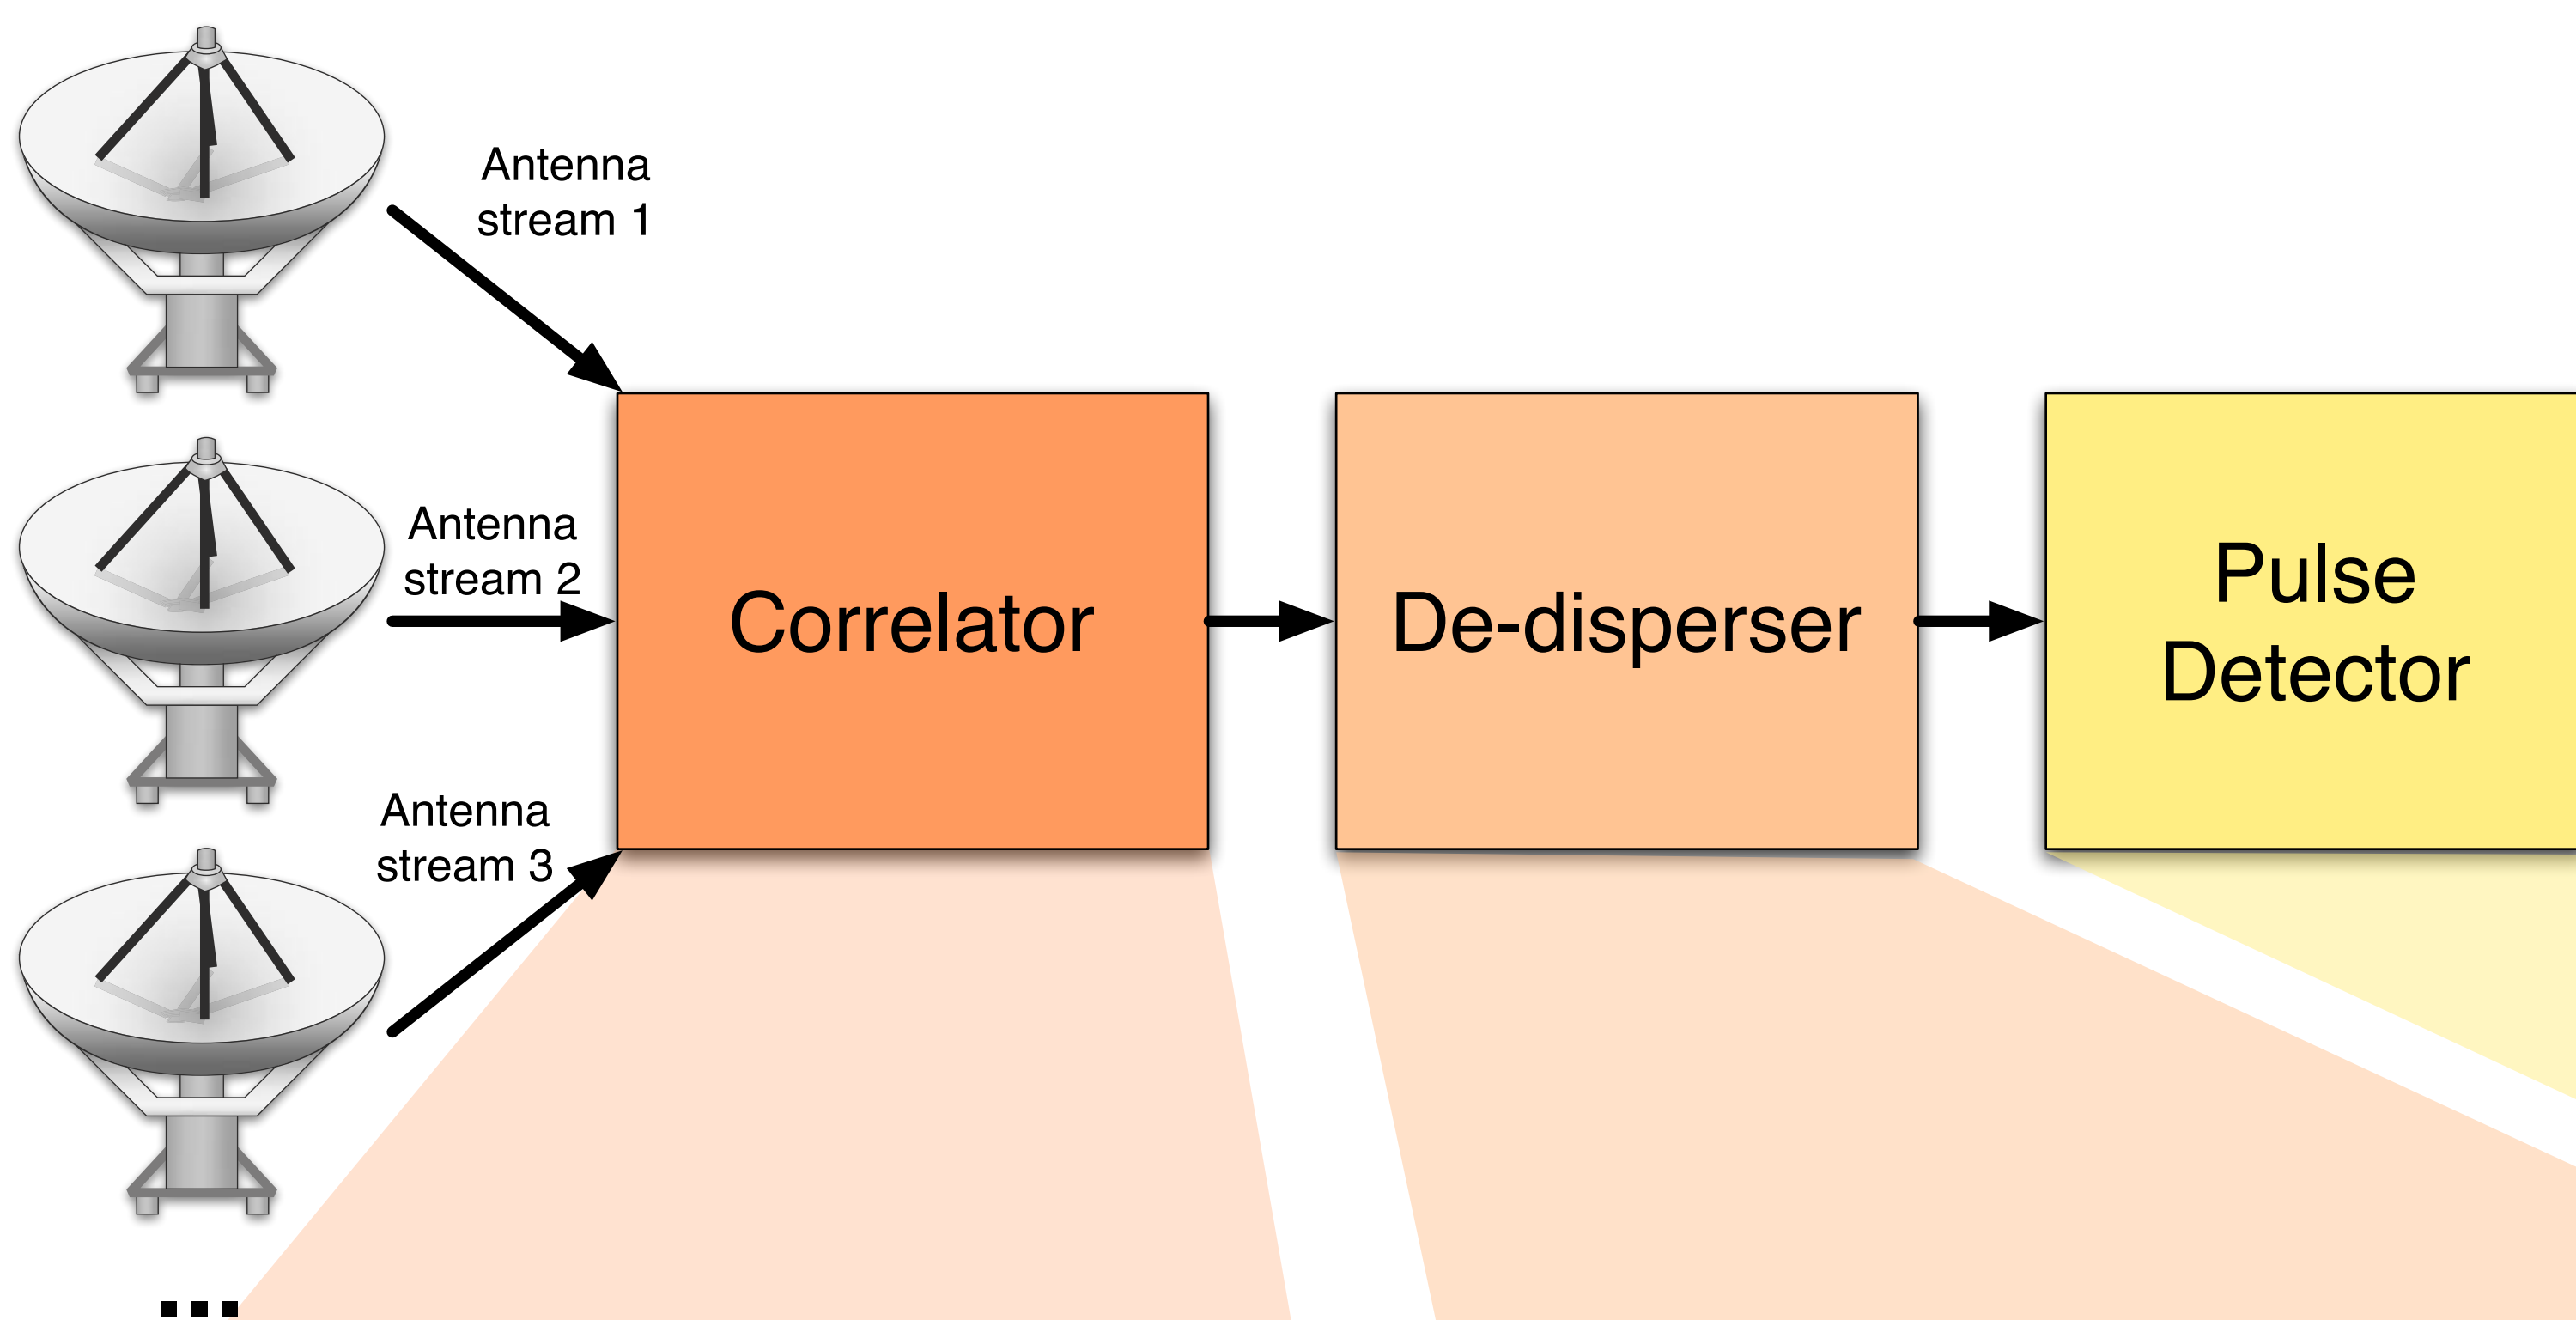 Antenna
stream 1
Antenna
stream 2
Antenna
stream 3
Correlator
De-disperser
Pulse
Detector
...